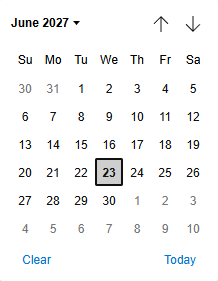 June 2027
Su Mo Tu We Th Fr Sa
30 31 1 2 3 4 5
6 7 8 9 10 11 12
13 14 15 16 17 18 19
20 21 22 23 24 25 26
27 28 29 30 1 2 3
4 5 6 7 8 9 10
Clear Today